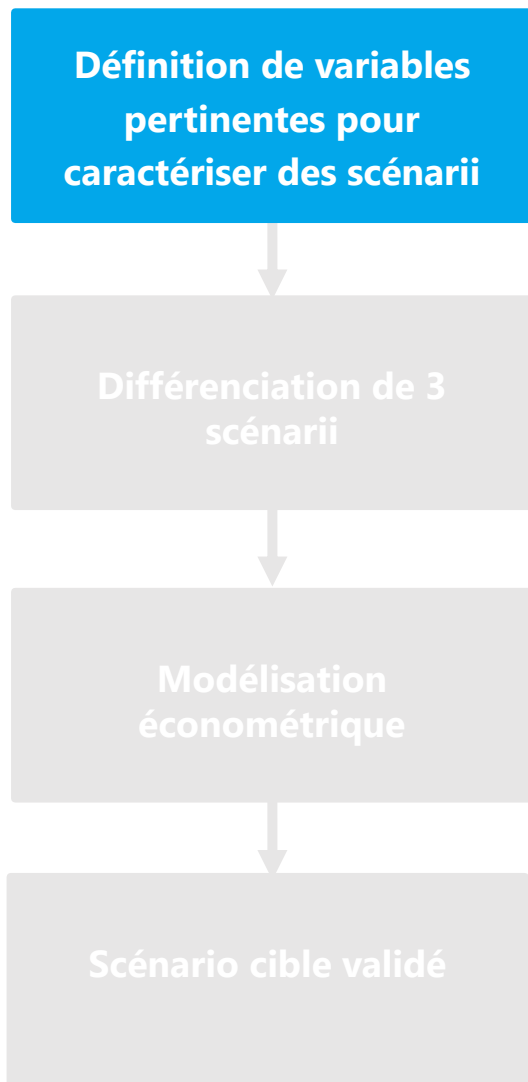 Définition de variables
pertinentes pour
caractériser des scénarii
Différenciation de 3
scénarii
Modélisation
économétrique
Scénario cible validé